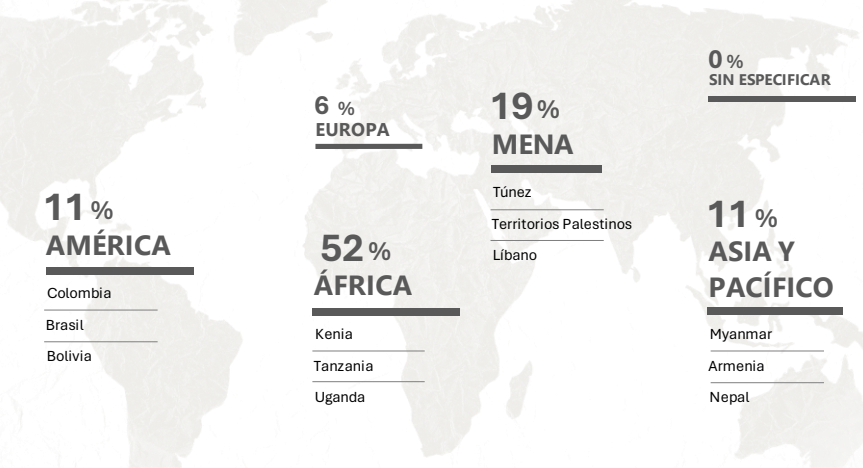 0 %
SIN ESPECIFICAR
6 %
EUROPA
19 %
MENA
Túnez
Territorios Palestinos
Líbano
11 %
AMÉRICA
Colombia
Brasil
Bolivia
52 %
ÁFRICA
Kenia
Tanzania
Uganda
11 %
ASIA Y
PACÍFICO
Myanmar
Armenia
Nepal